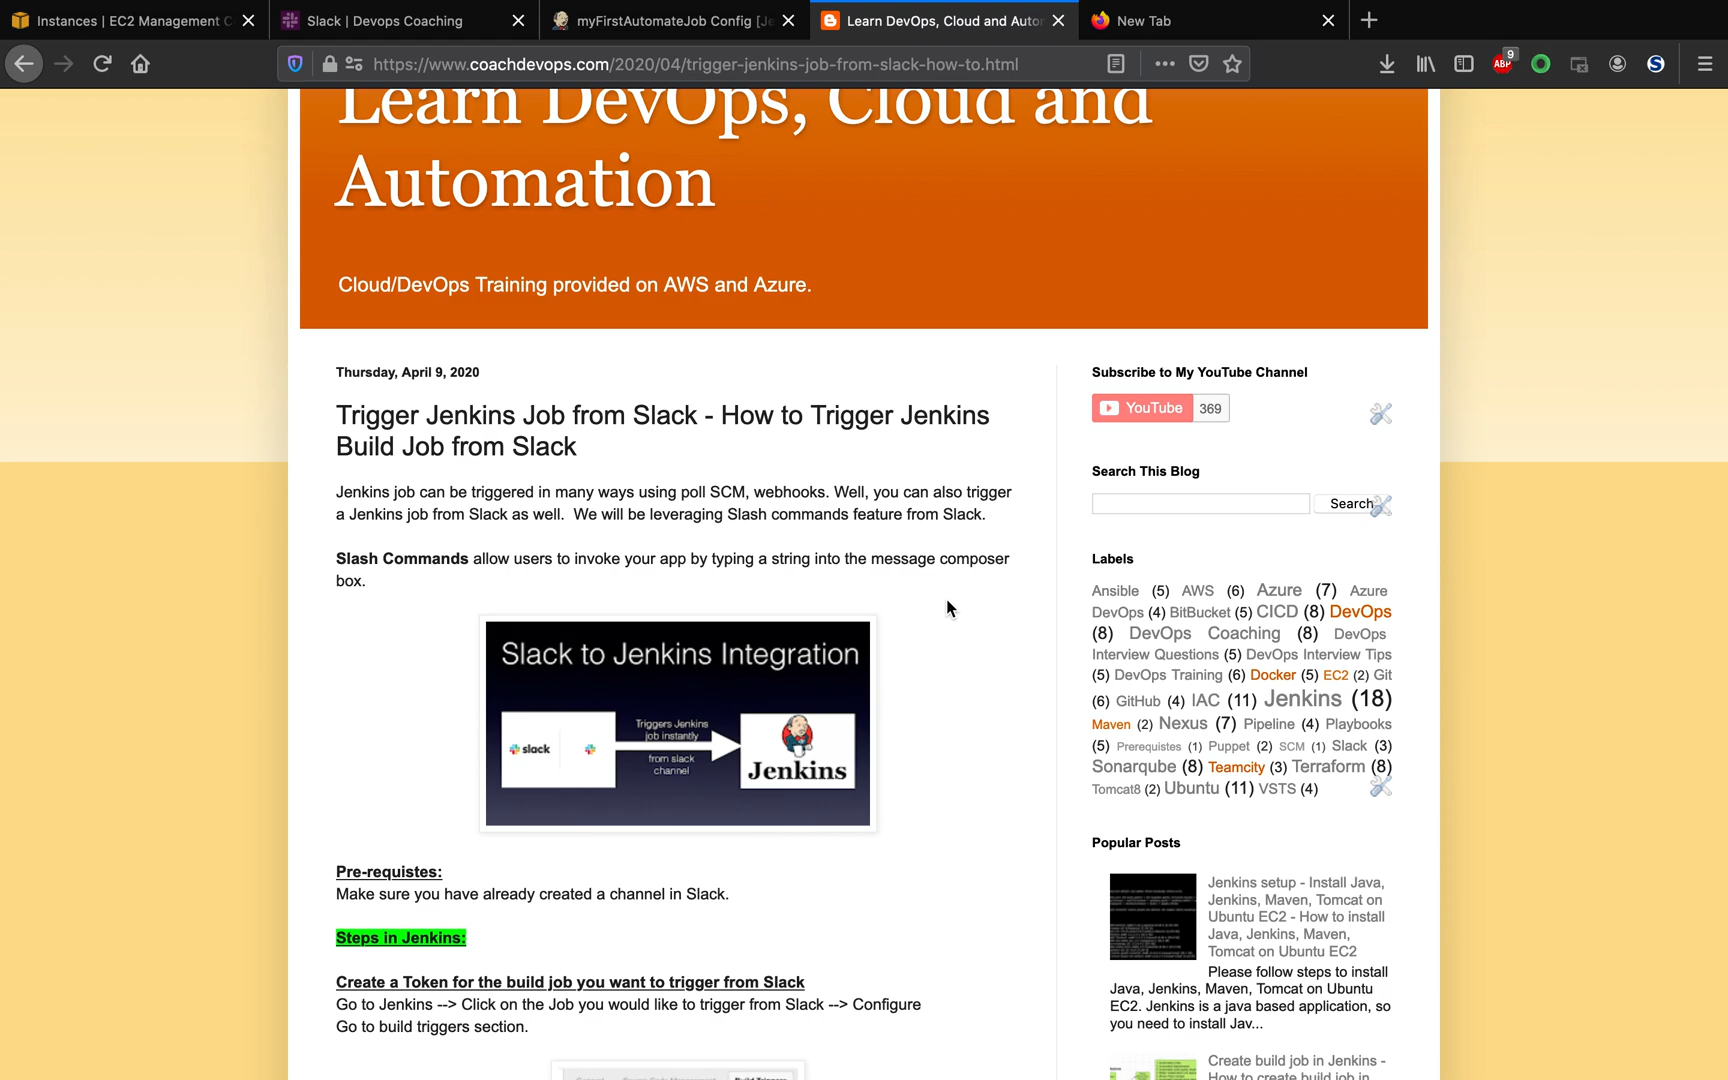 Instances | EC2 Management C
Slack | Devops Coaching
myFirstAutomateJob Config [Je
Learn DevOps, Cloud and Autor
New Tab
https://www.coachdevops.com/2020/04/trigger-jenkins-job-from-slack-how-to.html
ABP
9
Learn DevOps, Cloud and
Automation
Cloud/DevOps Training provided on AWS and Azure.
Thursday, April 9, 2020
Trigger Jenkins Job from Slack - How to Trigger Jenkins
Build Job from Slack
Jenkins job can be triggered in many ways using poll SCM, webhooks. Well, you can also trigger
a Jenkins job from Slack as well.  We will be leveraging Slash commands feature from Slack.
Slash Commands allow users to invoke your app by typing a string into the message composer
box.
Slack to Jenkins Integration
slack
Triggers Jenkins
job instantly
from slack
channel
Jenkins
Pre-requistes:
Make sure you have already created a channel in Slack.
Steps in Jenkins:
Create a Token for the build job you want to trigger from Slack
Go to Jenkins --> Click on the Job you would like to trigger from Slack --> Configure
Go to build triggers section.
Subscribe to My YouTube Channel
YouTube 369
Search This Blog
Search
Labels
Ansible (5) AWS (6) Azure (7) Azure
DevOps (4) BitBucket (5) CICD (8) DevOps
(8) DevOps Coaching (8) DevOps
Interview Questions (5) DevOps Interview Tips
(5) DevOps Training (6) Docker (5) EC2 (2) Git
(6) GitHub (4) IAC (11) Jenkins (18)
Maven (2) Nexus (7) Pipeline (4) Playbooks
(5) Prerequistes (1) Puppet (2) SCM (1) Slack (3)
Sonarqube (8) Teamcity (3) Terraform (8)
Tomcat8 (2) Ubuntu (11) VSTS (4)
Popular Posts
Jenkins setup - Install Java,
Jenkins, Maven, Tomcat on
Ubuntu EC2 - How to install
Java, Jenkins, Maven,
Tomcat on Ubuntu EC2
Please follow steps to install
Java, Jenkins, Maven, Tomcat on Ubuntu
EC2. Jenkins is a java based application, so
you need to install Jav...
Create build job in Jenkins -
How to create build job in